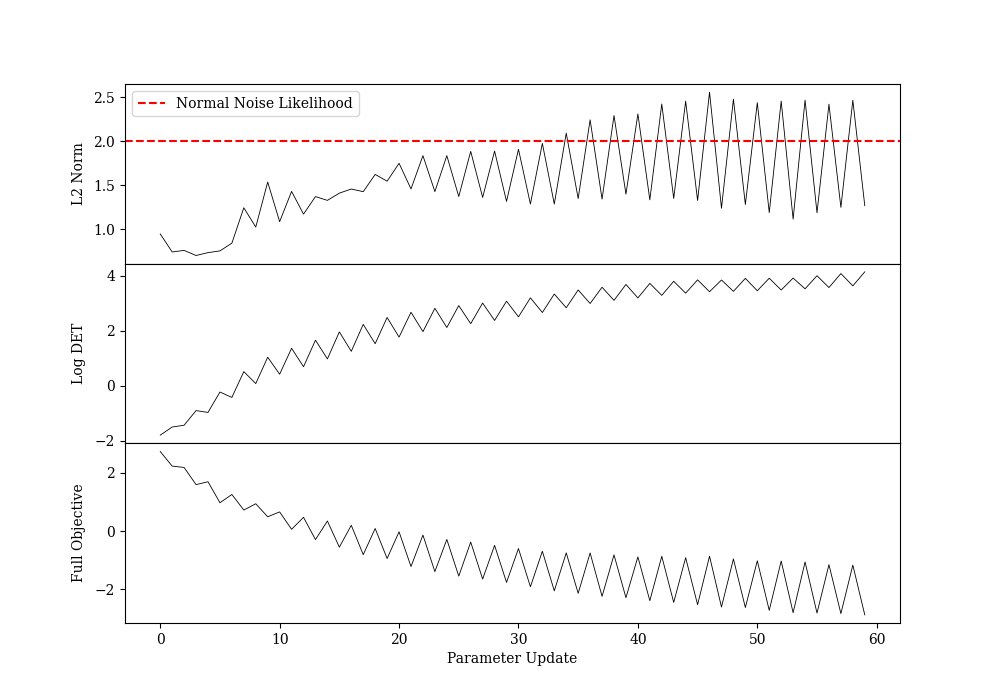 Normal Noise Likelihood
L2 Norm
2.5
2.0
1.5
1.0
Log DET
4
2
0
−2
Full Objective
2
0
−2
0 10 20 30 40 50 60
Parameter Update